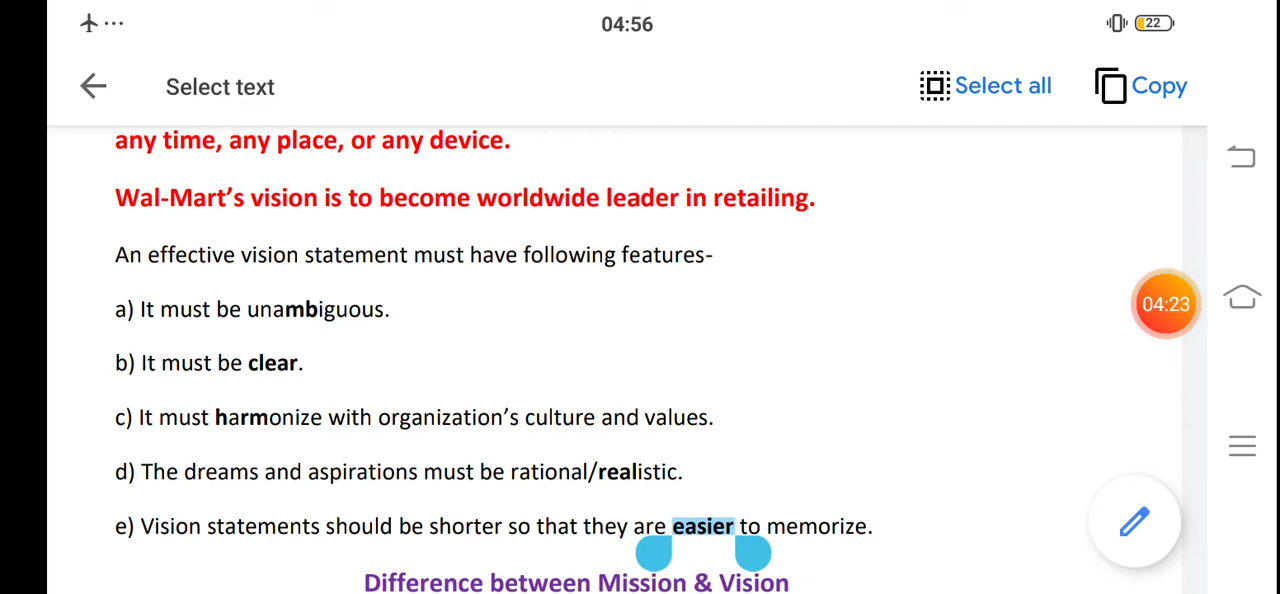 04:56
22
Select text
Select all
Copy
any time, any place, or any device.
Wal-Mart’s vision is to become worldwide leader in retailing.
An effective vision statement must have following features-
a) It must be unambiguous.
b) It must be clear.
04:23
c) It must harmonize with organization’s culture and values.
d) The dreams and aspirations must be rational/realistic.
e) Vision statements should be shorter so that they are easier to memorize.
Difference between Mission & Vision